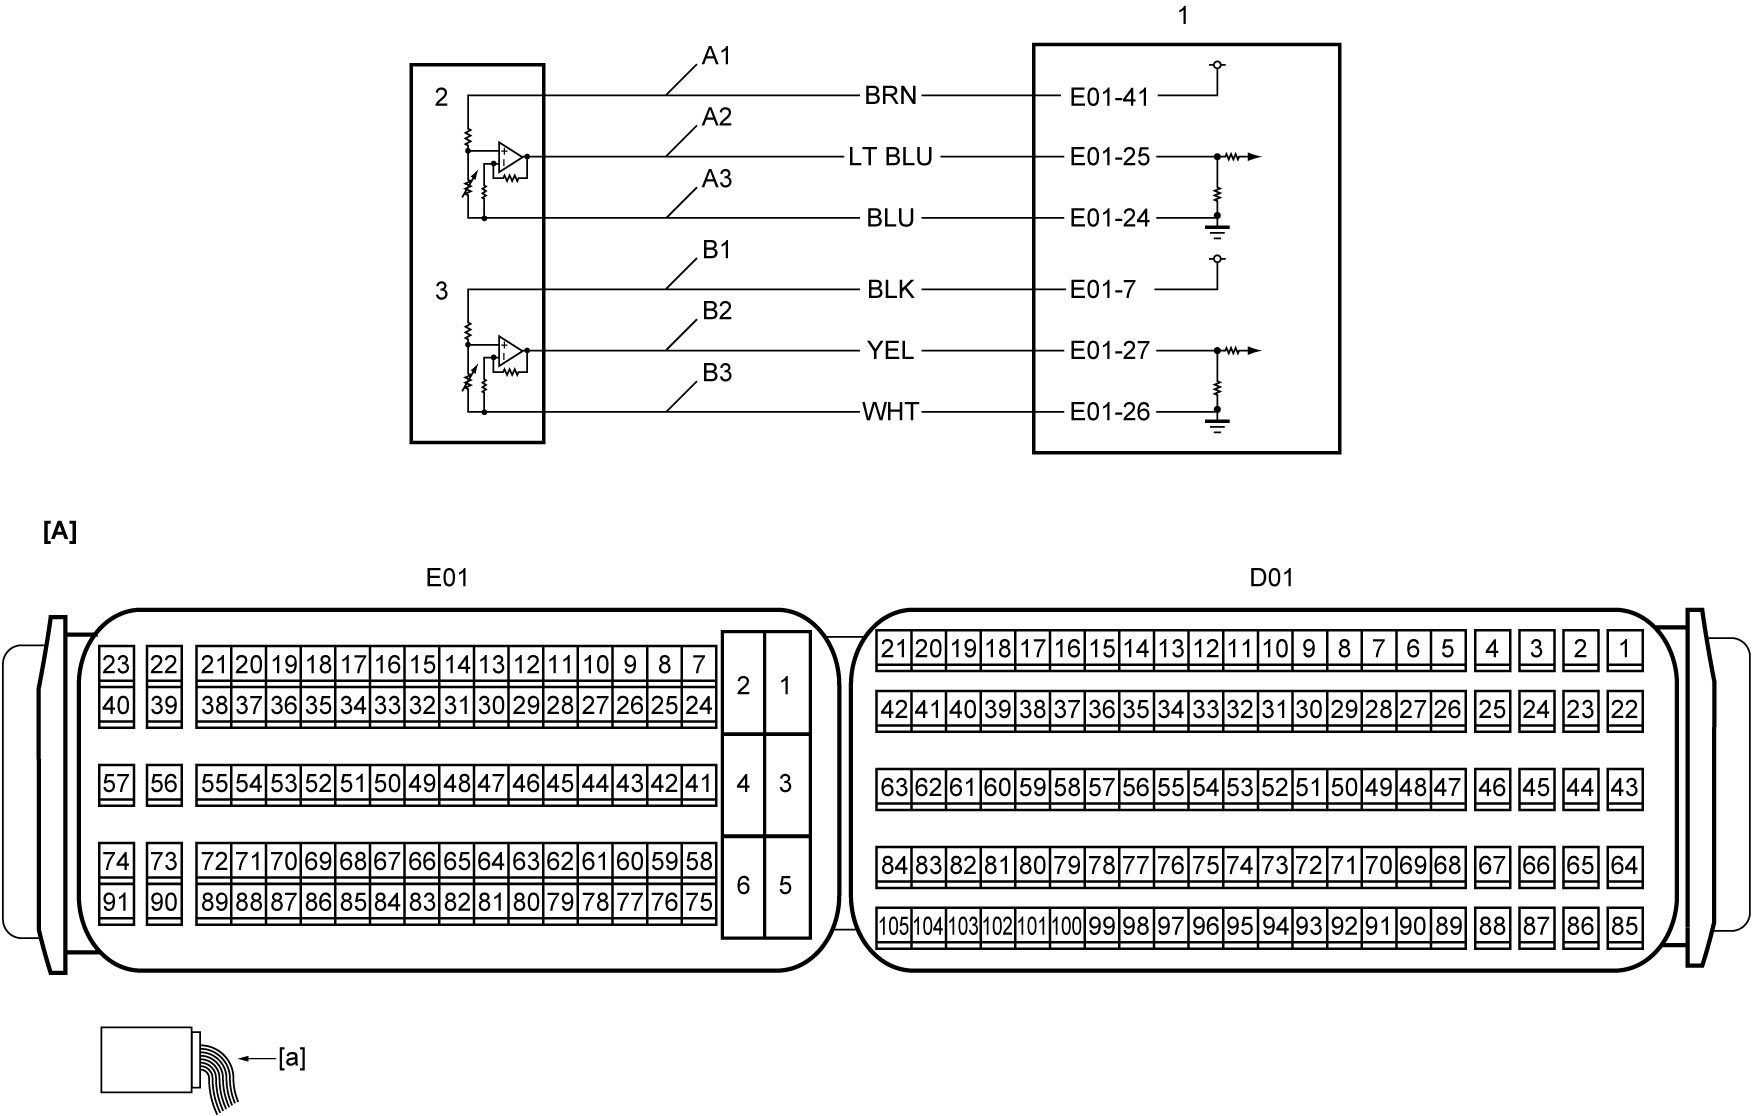 1
A1
2 BRN E01-41
A2
LT BLU E01-25
A3
BLU E01-24
B1
3 BLK E01-7
B2
YEL E01-27
B3
WHT E01-26
[A]
E01 D01
23 22 21 20 19 18 17 16 15 14 13 12 11 10 9 8 7
40 39 38 37 36 35 34 33 32 31 30 29 28 27 26 25 24
2 1
57 56 55 54 53 52 51 50 49 48 47 46 45 44 43 42 41
4 3
74 73 72 71 70 69 68 67 66 65 64 63 62 61 60 59 58
91 90 89 88 87 86 85 84 83 82 81 80 79 78 77 76 75
6 5
21 20 19 18 17 16 15 14 13 12 11 10 9 8 7 6 5 4 3 2 1
42 41 40 39 38 37 36 35 34 33 32 31 30 29 28 27 26 25 24 23 22
63 62 61 60 59 58 57 56 55 54 53 52 51 50 49 48 47 46 45 44 43
84 83 82 81 80 79 78 77 76 75 74 73 72 71 70 69 68 67 66 65 64
105 104 103 102 101 100 99 98 97 96 95 94 93 92 91 90 89 88 87 86 85
[a]